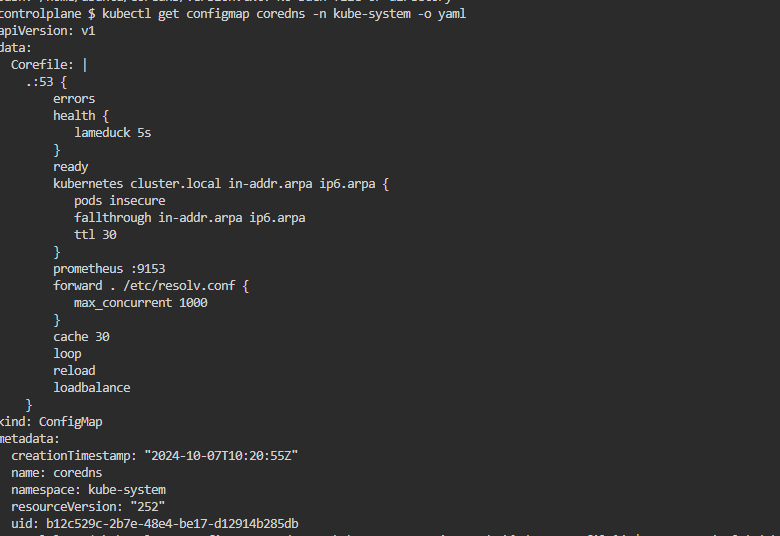 controlplane $ kubectl get configmap coredns -n kube-system -o yaml
apiVersion: v1
data:
  Corefile: |
    .:53 {
        errors
        health {
           lameduck 5s
        }
        ready
        kubernetes cluster.local in-addr.arpa ip6.arpa {
           pods insecure
           fallthrough in-addr.arpa ip6.arpa
           ttl 30
        }
        prometheus :9153
        forward . /etc/resolv.conf {
           max_concurrent 1000
        }
        cache 30
        loop
        reload
        loadbalance
    }
kind: ConfigMap
metadata:
  creationTimestamp: "2024-10-07T10:20:55Z"
  name: coredns
  namespace: kube-system
  resourceVersion: "252"
  uid: b12c529c-2b7e-48e4-be17-d12914b285db